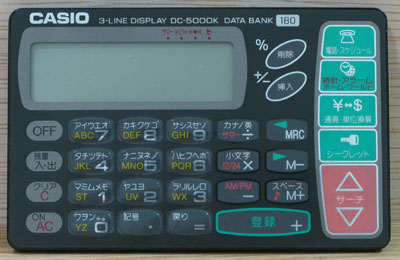 CASIO 3-LINE DISPLAY DC-5000K DATA BANK 180
% 削除
+/- 挿入
電話・スケジュール
時計・アラーム
ホーム/ワールド
¥↔$
通貨・単位換算
シークレット
サーチ
OFF アイウエオ カキクケコ サシスセソ カナ/英
ABC 7 DEF 8 GHI 9 サマー ÷ MRC
残量 タチツテト ナニヌネノ ハヒフヘホ 小文字
入・出 JKL 4 MNO 5 PQR 6 12/24 × M−
クリア マミムメモ ヤユヨ ラリルレロ AM/PM スペース
C ST 1 UV 2 WX 3 − M+
ON ワヲン 記号 戻り 登録
AC YZ 0 . = +